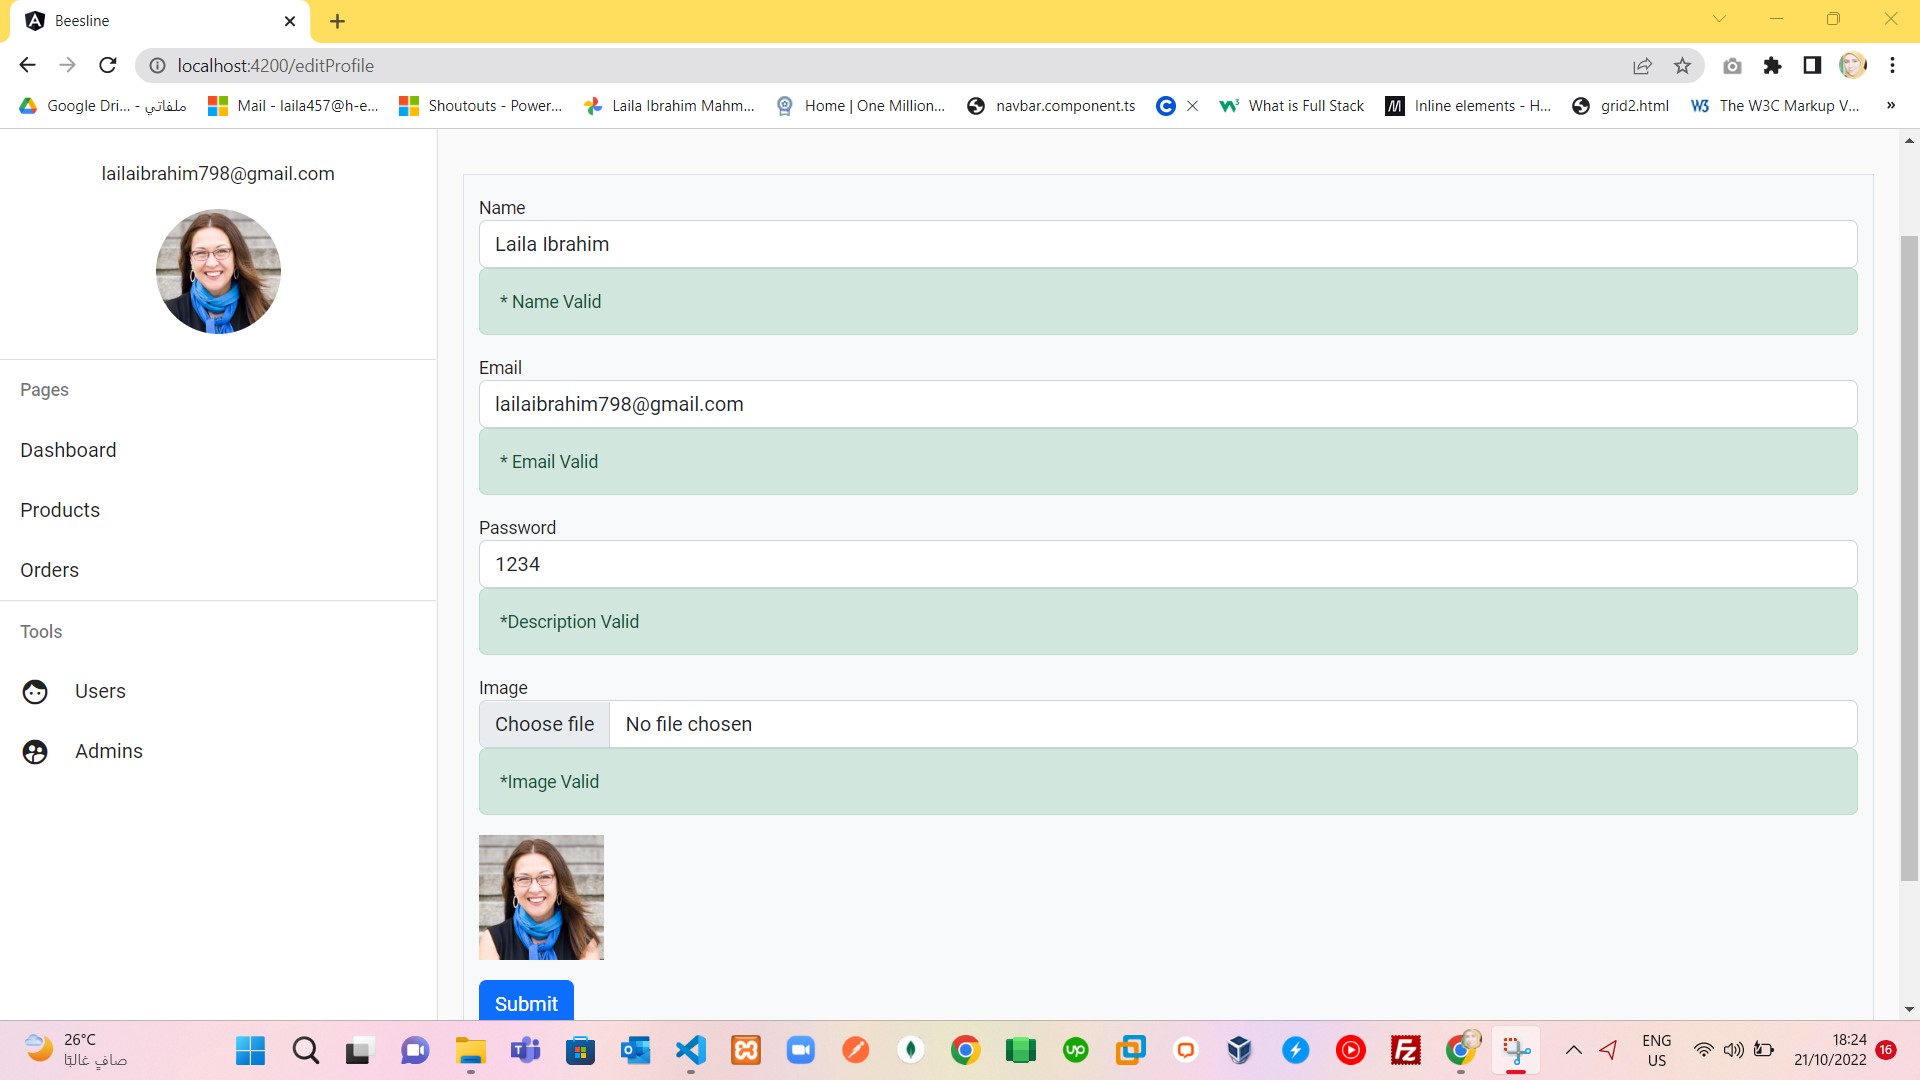 Beesline
localhost:4200/editProfile
Google Dri... - ملفاتي
Mail - laila457@h-e...
Shoutouts - Power...
Laila Ibrahim Mahm...
Home | One Million...
navbar.component.ts
What is Full Stack
Inline elements - H...
grid2.html
The W3C Markup V...
»
lailaibrahim798@gmail.com
Pages
Dashboard
Products
Orders
Tools
Users
Admins
Name
Laila Ibrahim
* Name Valid
Email
lailaibrahim798@gmail.com
* Email Valid
Password
1234
*Description Valid
Image
Choose file No file chosen
*Image Valid
Submit
26°C
صافٍ غالبًا
ENG
US
18:24
21/10/2022
16